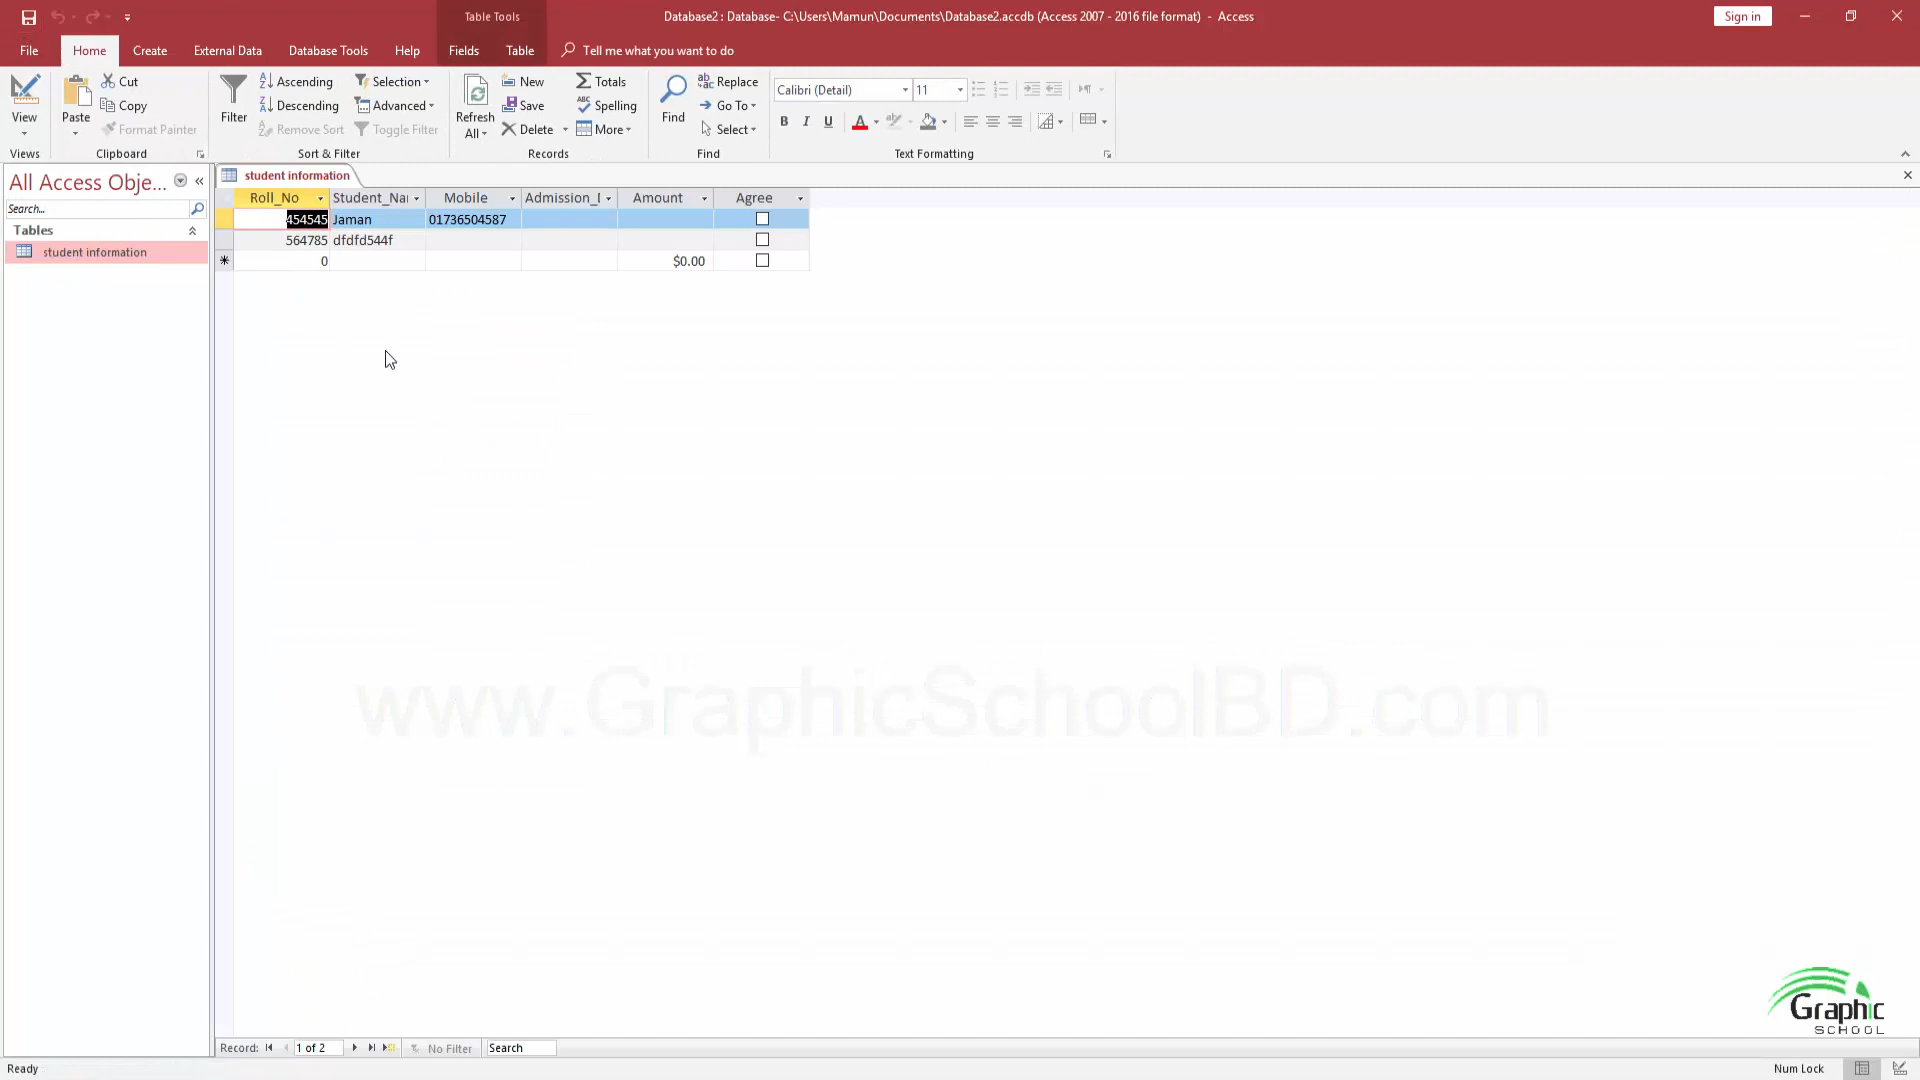 Table Tools
Database2 : Database- C:\Users\Mamun\Documents\Database2.accdb (Access 2007 - 2016 file format) - Access
Sign in
File Home Create External Data Database Tools Help Fields Table Tell me what you want to do
View
Views
Paste
Cut
Copy
Format Painter
Clipboard
Filter
Ascending
Descending
Remove Sort
Selection
Advanced
Toggle Filter
Sort & Filter
Refresh
All
New
Save
Delete
Totals
Spelling
More
Records
Find
Replace
Go To
Select
Find
Calibri (Detail) 11
B I U A
Text Formatting
All Access Obje...
Search...
Tables
student information
student information
Roll_No Student_Nar Mobile Admission_D Amount Agree
454545 Jaman 01736504587
564785 dfdfd544f
0 $0.00
www.GraphicSchoolBD.com
Graphic
SCHOOL
Record: 1 of 2 No Filter Search
Ready Num Lock